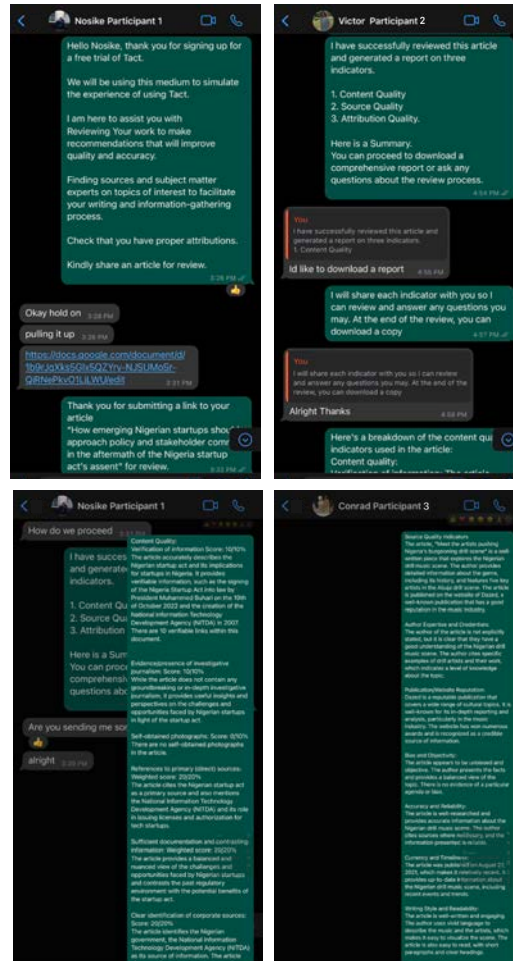 Nosike Participant 1
Hello Nosike, thank you for signing up for
a free trial of Tact.
We will be using this medium to simulate
the experience of using Tact.
I am here to assist you with
Reviewing Your work to make
recommendations that will improve
quality and accuracy.
Finding sources and subject matter
experts on topics of interest to facilitate
your writing and information-gathering
process.
Check that you have proper attributions.
Kindly share an article for review.
3:26 PM
Okay hold on 3:28 PM
pulling it up 3:28 PM
https://docs.google.com/document/d/
3:31 PM
Thank you for submitting a link to your
article
"How emerging Nigerian startups should
approach policy and stakeholder comm
in the aftermath of the Nigeria startup
act's assent" for review. 3:33 PM
Victor Participant 2
I have successfully reviewed this article
and generated a report on three
indicators.
1. Content Quality
2. Source Quality
3. Attribution Quality.
Here is a Summary.
You can proceed to download a
comprehensive report or ask any
questions about the review process.
4:54 PM
You
I have successfully reviewed this article and
generated a report on three indicators.
1. Content Quality
Id like to download a report 4:55 PM
I will share each indicator with you so I
can review and answer any questions you
may. At the end of the review, you can
download a copy 4:57 PM
You
I will share each indicator with you so I can review
and answer any questions you may. At the end of the
review, you can download a copy
Alright Thanks 4:58 PM
Here's a breakdown of the content qua
indicators used in the article:
Content quality:
Nosike Participant 1
How do we proceed
I have succes
and generate
indicators.
1. Content Qu
2. Source Qua
3. Attribution
Here is a Sum
You can proc
comprehensiv
questions abo
Are you sending me sor
alright
Content Quality:
Verification of information Score: 10/10%
The article accurately describes the
Nigerian startup act and its implications
for startups in Nigeria. It provides
verifiable information, such as the signing
of the Nigeria Startup Act into law by
President Muhammed Buhari on the 19th
of October 2022 and the creation of the
National Information Technology
Development Agency (NITDA) in 2007.
There are 10 verifiable links within this
document.
Evidence/presence of investigative
journalism: Score: 10/10%
While the article does not contain any
groundbreaking or in-depth investigative
journalism, it provides useful insights and
perspectives on the challenges and
opportunities faced by Nigerian startups
in light of the startup act.
Self-obtained photographs: Score: 0/10%
There are no self-obtained photographs
in the article.
References to primary (direct) sources:
Weighted score: 20/20%
The article cites the Nigerian startup act
as a primary source and also mentions
the National Information Technology
Development Agency (NITDA) and its role
in issuing licenses and authorization for
tech startups.
Sufficient documentation and contrasting
information: Weighted score: 20/20%
The article provides a balanced and
nuanced view of the challenges and
opportunities faced by Nigerian startups
and contrasts the past regulatory
environment with the potential benefits of
the startup act.
Clear identification of corporate sources:
Score: 20/20%
The article identifies the Nigerian
government, the National Information
Technology Development Agency (NITDA)
as its source of information. The article
Conrad Participant 3
Source Quality Indicators
The article, "Meet the artists pushing
Nigeria's burgeoning drill scene" is a well
written piece that explores the Nigerian
drill music scene. The author provides
detailed information about the genre,
including its history, and features five key
artists in the Abuja drill scene. The article
is published on the website of Dazed, a
well-known publication that has a good
reputation in the music industry.
Author Expertise and Credentials:
The author of the article is not explicitly
stated, but it is clear that they have a
good understanding of the Nigerian drill
music scene. The author cites specific
examples of drill artists and their work,
which indicates a level of knowledge
about the topic.
Publication/Website Reputation:
Dazed is a reputable publication that
covers a wide range of cultural topics. It is
well-known for its in-depth reporting and
analysis, particularly in the music
industry. The website has won numerous
awards and is recognized as a credible
source of information.
Bias and Objectivity:
The article appears to be unbiased and
objective. The author presents the facts
and provides a balanced view of the
topic. There is no evidence of a particular
agenda or bias.
Accuracy and Reliability:
The article is well-researched and
provides accurate information about the
Nigerian drill music scene. The author
cites sources where necessary, and the
information presented is reliable.
Currency and Timeliness:
The article was published on August 27,
2021, which makes it relatively recent. It
provides up-to-date information about
the Nigerian drill music scene, including
recent events and trends.
Writing Style and Readability:
The article is well-written and engaging.
The author uses vivid language to
describe the music and the artists, which
makes it easy to visualize the scene. The
article is also easy to read, with short
paragraphs and clear headings.